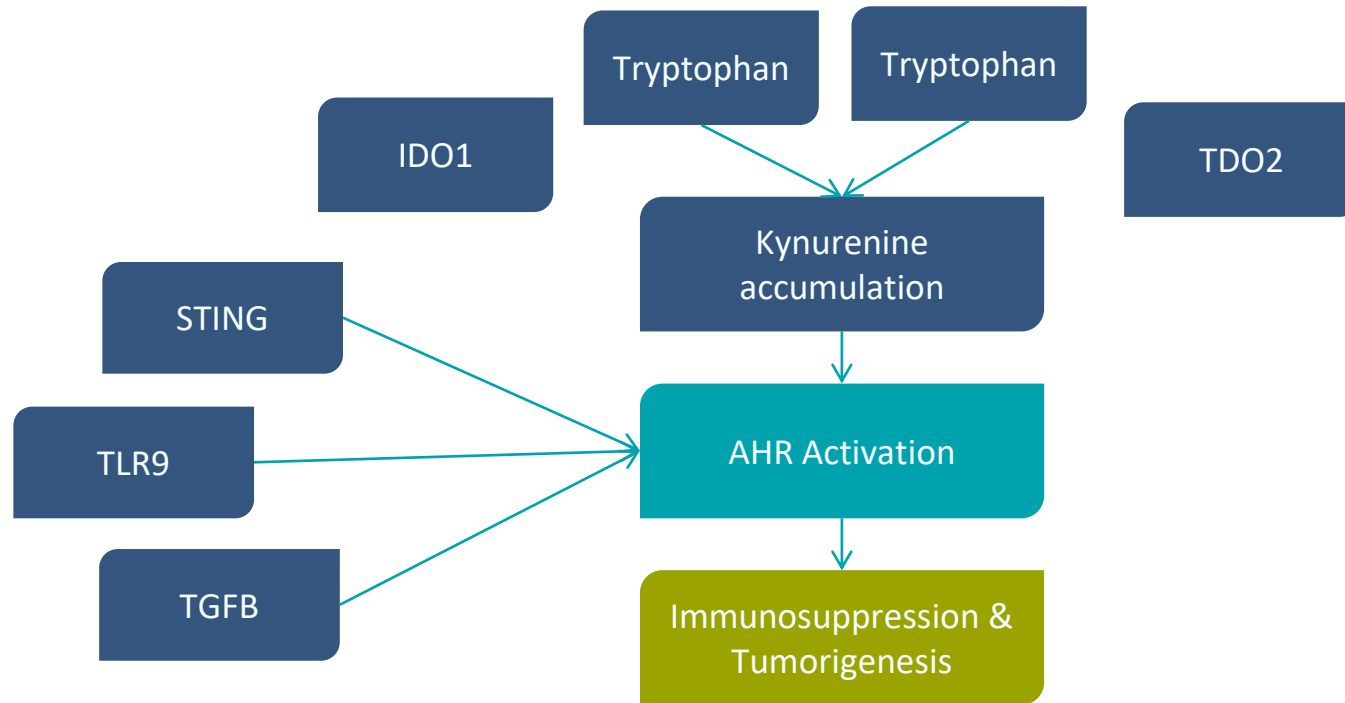 Tryptophan
Tryptophan
IDO1
TDO2
Kynurenine
accumulation
STING
AHR Activation
TLR9
TGFB
Immunosuppression &
Tumorigenesis